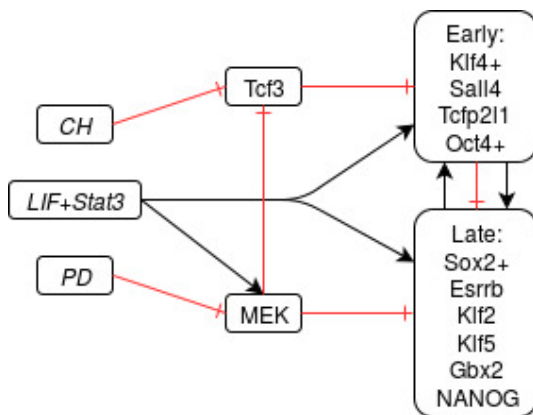 Early:
Klf4+
Sall4
Tcfp2l1
Oct4+
Tcf3
CH
LIF+Stat3
PD
MEK
Late:
Sox2+
Esrrb
Klf2
Klf5
Gbx2
NANOG